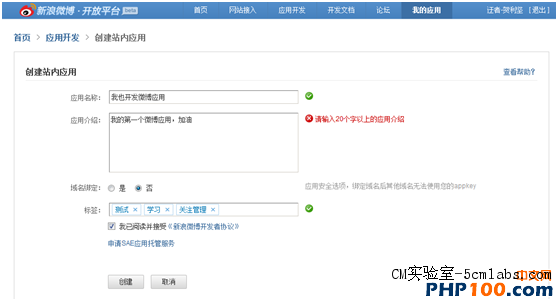 新浪微博·开放平台 beta 首页 网站接入 应用开发 开发文档 论坛 我的应用 [退出]
首页 > 应用开发 > 创建站内应用
创建站内应用 查看帮助?
应用名称: 我也开发微博应用
应用介绍: 我的第一个微博应用，加油 请输入20个字以上的应用介绍
域名绑定: 是 否 应用安全选项，绑定域名后其他域名无法使用您的appkey
标签: 测试 × 学习 × 关注管理 ×
我已阅读并接受《新浪微博开发者协议》
申请SAE应用托管服务
创建 取消
CM实验室-5cmlabs.com
中文网
PHP100.com